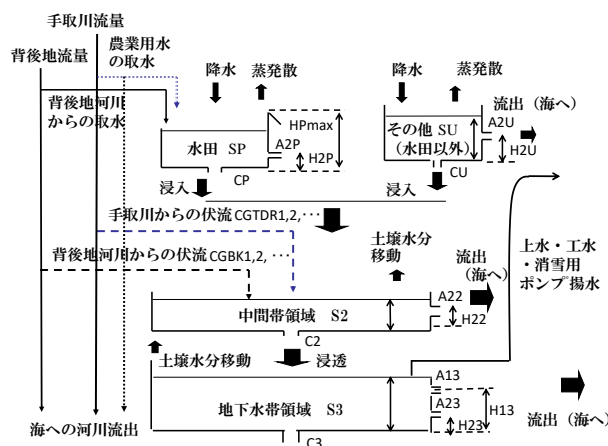 手取川流量
背後地流量
農業用水
の取水
背後地河川
からの取水
降水
蒸発散
HPmax
A2P
H2P
水田 SP
CP
浸入
降水
蒸発散
流出（海へ）
その他 SU
（水田以外）
A2U
H2U
CU
浸入
手取川からの伏流 CGTDR1,2,･･･
背後地河川からの伏流 CGBK1,2, ･･･
土壌水分
移動
流出
（海へ）
上水・工水
・消雪用
ポンプ揚水
中間帯領域 S2
A22
H22
C2
土壌水分移動
浸透
地下水帯領域 S3
A13
A23
H13
H23
流出（海へ）
C3
海への河川流出